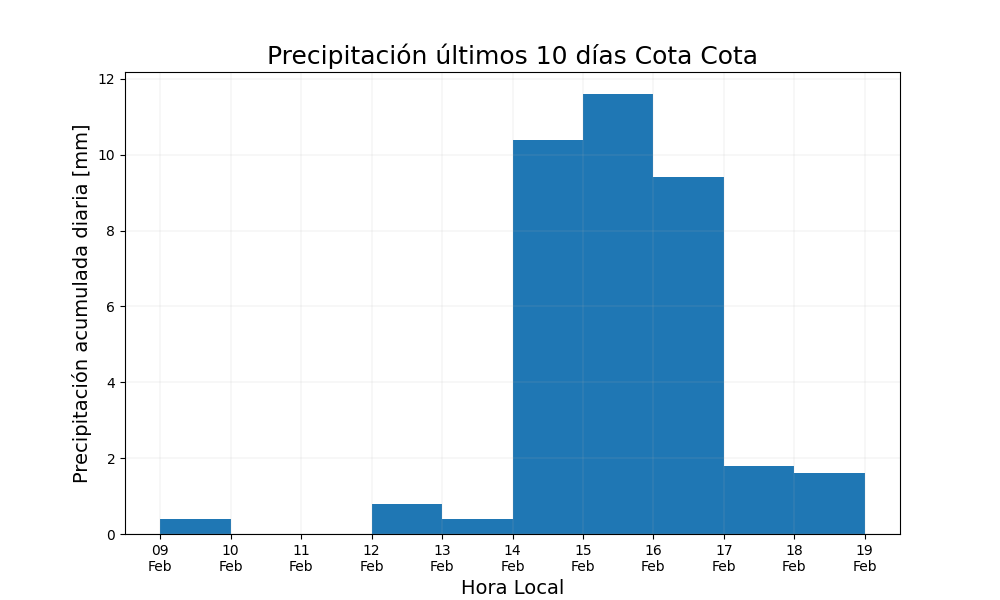 Precipitación últimos 10 días Cota Cota
Precipitación acumulada diaria [mm]
12
10
8
6
4
2
0
09 10 11 12 13 14 15 16 17 18 19
Feb Feb Feb Feb Feb Feb Feb Feb Feb Feb Feb
Hora Local